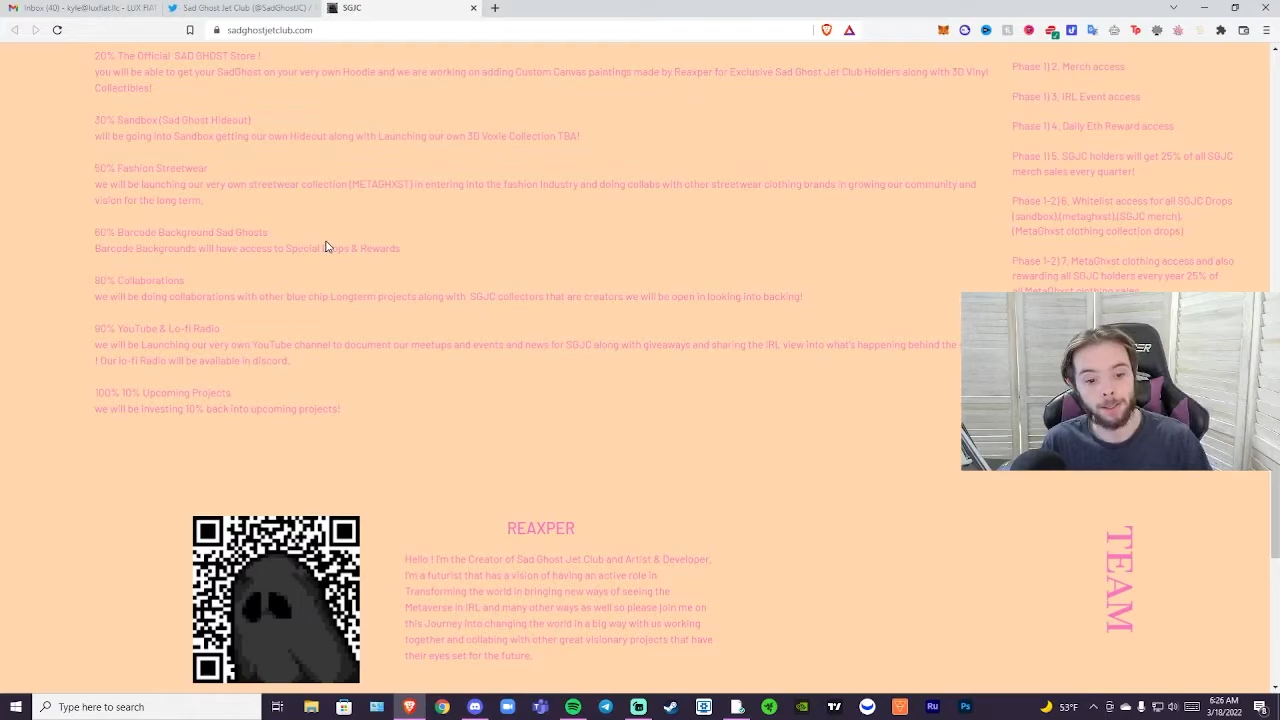 Inbox (40) - kyle@luxfiat.llc - LUX FIAT
Sad Ghost Jet Club (@SadGhostJC) /
SGJC
sadghostjetclub.com
20% The Official SAD GHOST Store !
you will be able to get your SadGhost on your very own Hoodie and we are working on adding Custom Canvas paintings made by Reaxper for Exclusive Sad Ghost Jet Club Holders along with 3D Vinyl
Collectibles!
30% Sandbox (Sad Ghost Hideout)
will be going into Sandbox getting our own Hideout along with Launching our own 3D Voxie Collection TBA!
50% Fashion Streetwear
we will be launching our very own streetwear collection (METAGHXST) in entering into the fashion Industry and doing collabs with other streetwear clothing brands in growing our community and
vision for the long term.
60% Barcode Background Sad Ghosts
Barcode Backgrounds will have access to Special Drops & Rewards
80% Collaborations
we will be doing collaborations with other blue chip Longterm projects along with SGJC collectors that are creators we will be open in looking into backing!
90% YouTube & Lo-fi Radio
we will be Launching our very own YouTube channel to document our meetups and events and news for SGJC along with giveaways and sharing the IRL view into what's happening behind the
! Our lo-fi Radio will be available in discord.
100% 10% Upcoming Projects
we will be investing 10% back into upcoming projects!
Phase 1) 2. Merch access
Phase 1) 3. IRL Event access
Phase 1) 4. Daily Eth Reward access
Phase 1) 5. SGJC holders will get 25% of all SGJC
merch sales every quarter!
Phase 1-2) 6. Whitelist access for all SGJC Drops
(sandbox),(metaghxst),(SGJC merch),
(MetaGhxst clothing collection drops)
Phase 1-2) 7. MetaGhxst clothing access and also
rewarding all SGJC holders every year 25% of
all MetaGhxst clothing sales
REAXPER
Hello ! I'm the Creator of Sad Ghost Jet Club and Artist & Developer,
I'm a futurist that has a vision of having an active role in
Transforming the world in bringing new ways of seeing the
Metaverse in IRL and many other ways as well so please join me on
this Journey into changing the world in a big way with us working
together and collabing with other great visionary projects that have
their eyes set for the future.
TEAM
Type here to search
53°F
6:26 AM
3/18/2022